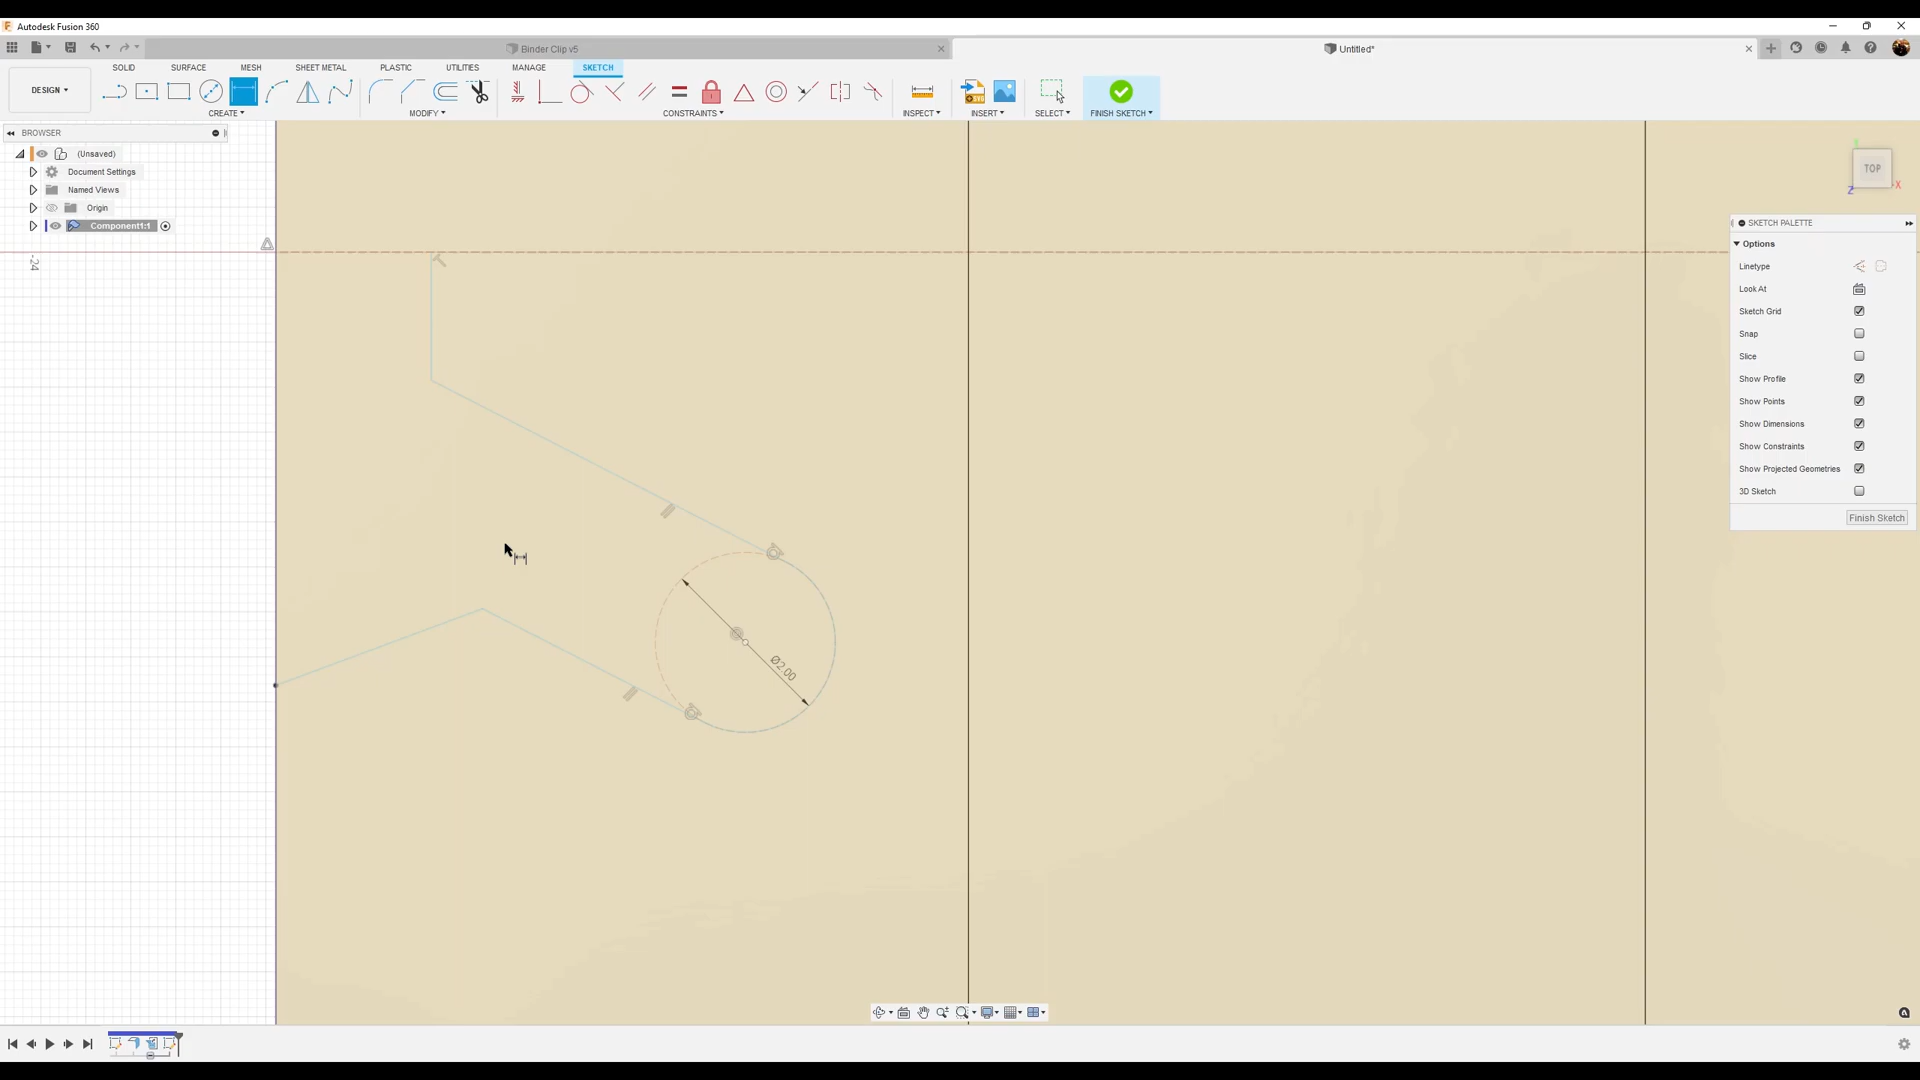 Autodesk Fusion 360
Binder Clip v5
Untitled*
DESIGN
SOLID
SURFACE
MESH
SHEET METAL
PLASTIC
UTILITIES
MANAGE
SKETCH
CREATE
MODIFY
CONSTRAINTS
INSPECT
INSERT
SELECT
FINISH SKETCH
BROWSER
(Unsaved)
Document Settings
Named Views
Origin
Component1:1
-24
TOP
X
Z
SKETCH PALETTE
Options
Linetype
Look At
Sketch Grid
Snap
Slice
Show Profile
Show Points
Show Dimensions
Show Constraints
Show Projected Geometries
3D Sketch
Finish Sketch
Ø2.00